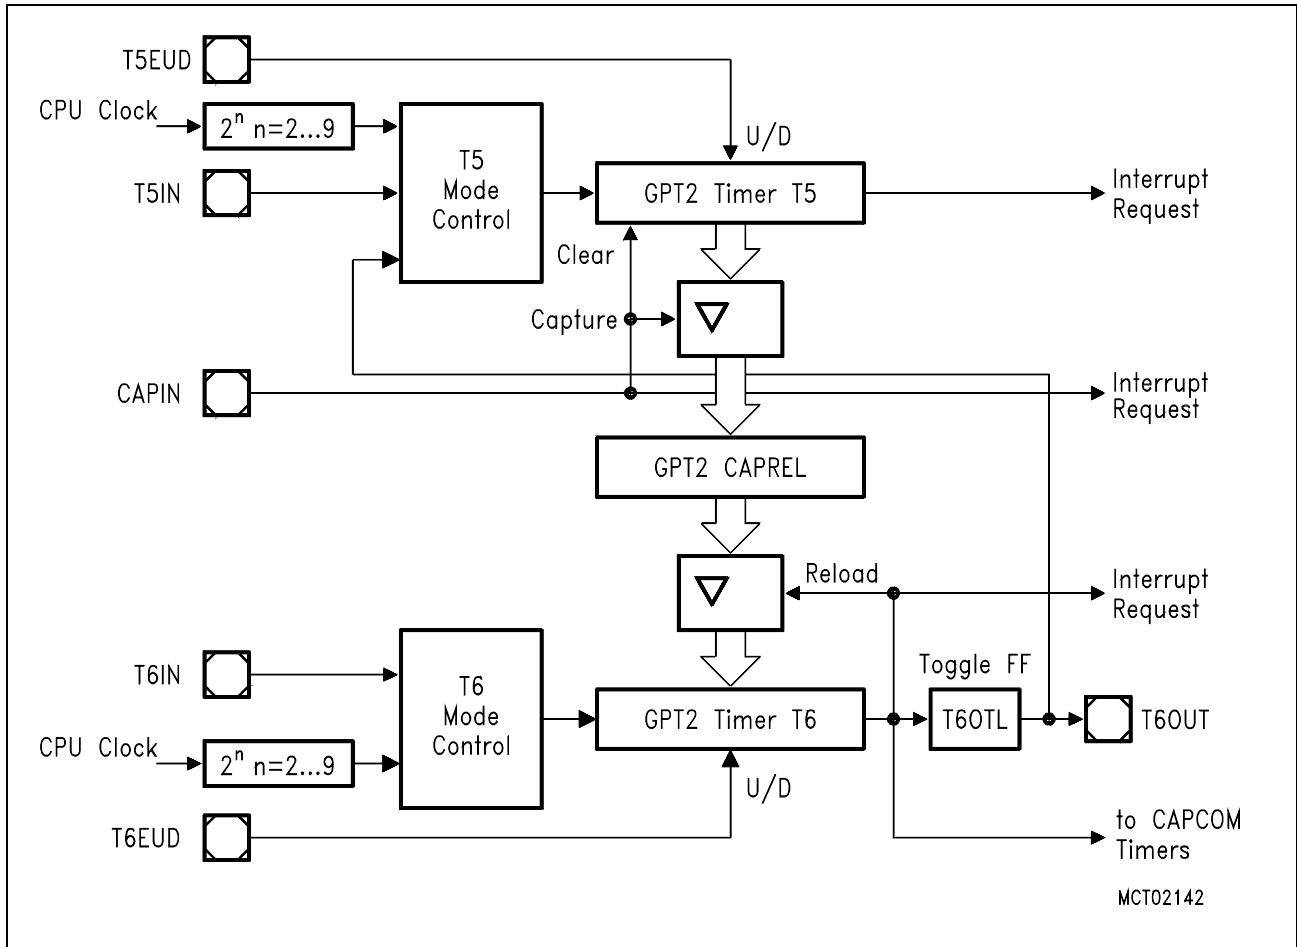 T5EUD
CPU Clock
2ⁿ n=2...9
U/D
T5
Mode
Control
T5IN
GPT2 Timer T5
Interrupt
Request
Clear
Capture
CAPIN
Interrupt
Request
GPT2 CAPREL
Reload
Interrupt
Request
T6IN
T6
Mode
Control
Toggle FF
GPT2 Timer T6
T6OTL
T6OUT
CPU Clock
2ⁿ n=2...9
U/D
T6EUD
to CAPCOM
Timers
MCT02142